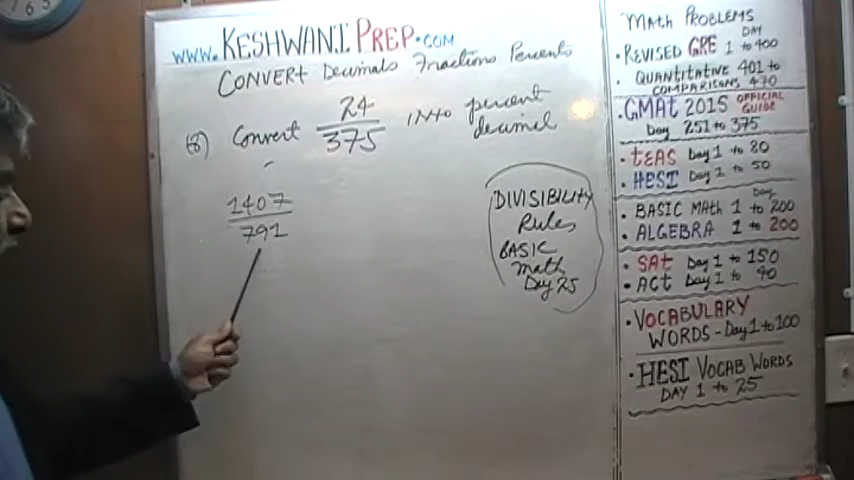 www.KESHWANI PREP.COM
CONVERT Decimals Fractions Percents
(8) Convert 24/375 into percent decimal
1407
791
DIVISIBILITY
Rules
BASIC
math
Day 25
Math PROBLEMS
DAY
• REVISED GRE 1 to 400
• QUANTITATIVE 401 to
COMPARISONS 470
• GMAT 2015 OFFICIAL GUIDE
Day 251 to 375
• tEAS Day 1 to 80
• HESI Day 1 to 50
Day
• BASIC MAth 1 to 200
• ALGEBRA 1 to 200
• SAt Day 1 to 150
• ACt Day 1 to 40
• VOCABULARY
WORDS - Day 1 to 100
• HESI VOCAB WORDS
DAY 1 to 25